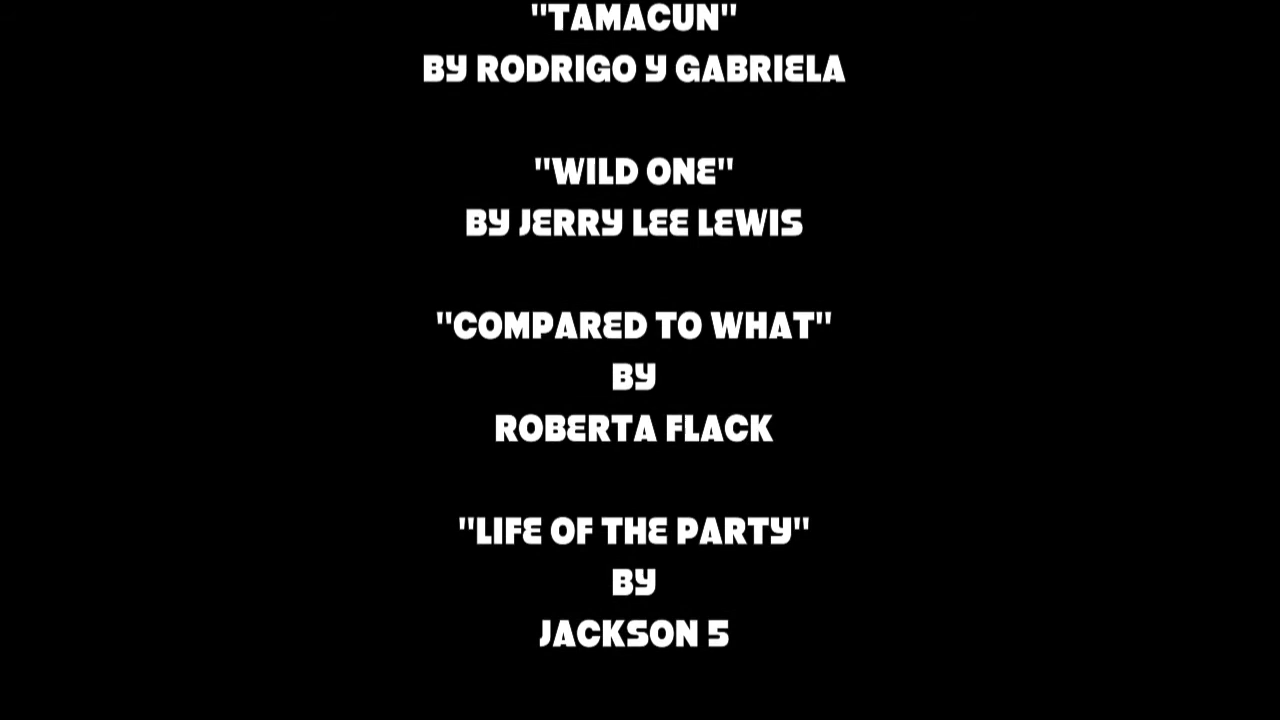 "TAMACUN"
BY RODRIGO Y GABRIELA
"WILD ONE"
BY JERRY LEE LEWIS
"COMPARED TO WHAT"
BY
ROBERTA FLACK
"LIFE OF THE PARTY"
BY
JACKSON 5